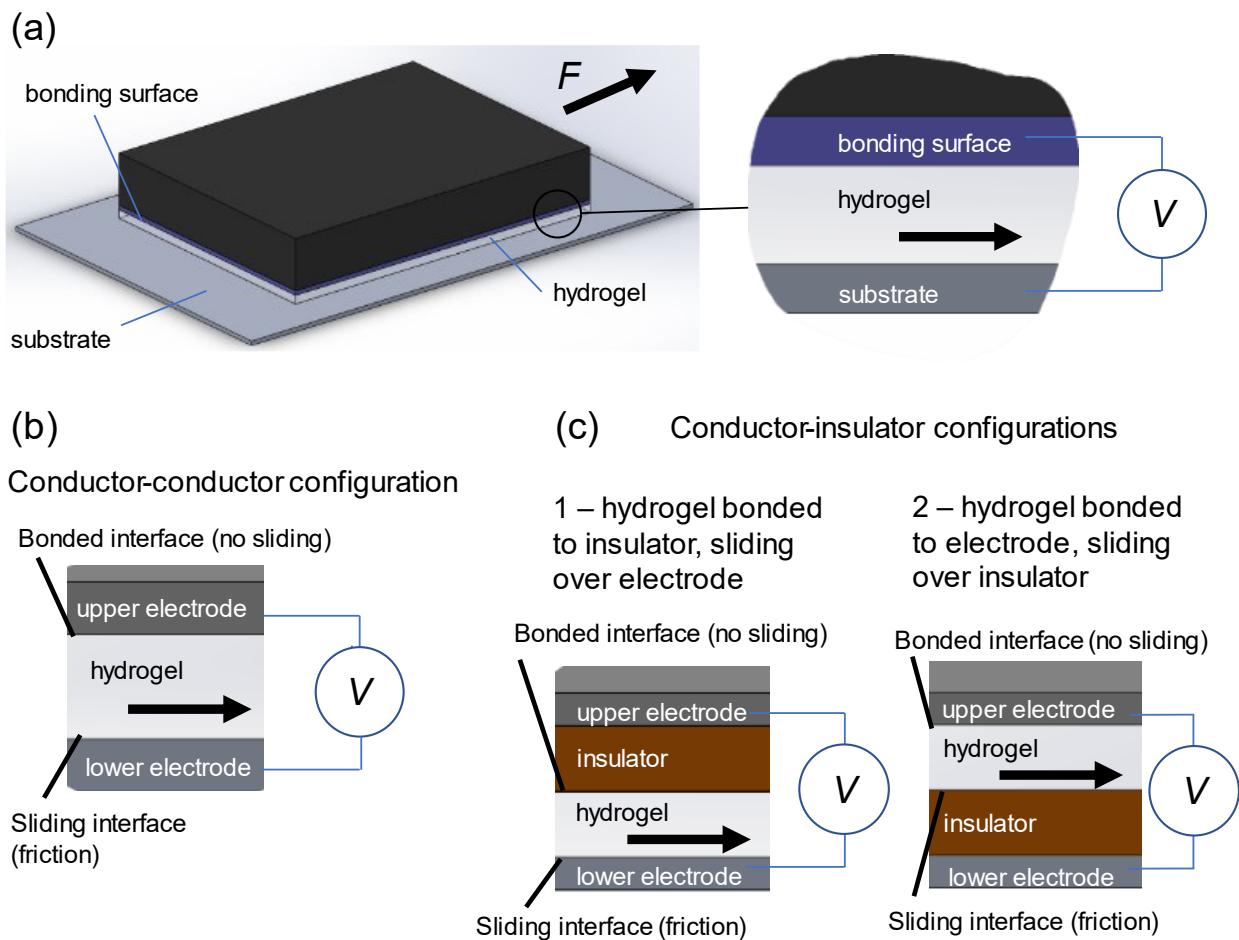 (a)
bonding surface
F
hydrogel
substrate
bonding surface
hydrogel
substrate
V
(b)
Conductor-conductor configuration
Bonded interface (no sliding)
upper electrode
hydrogel
lower electrode
V
Sliding interface
(friction)
(c)
Conductor-insulator configurations
1 – hydrogel bonded
to insulator, sliding
over electrode
Bonded interface (no sliding)
upper electrode
insulator
hydrogel
lower electrode
V
Sliding interface (friction)
2 – hydrogel bonded
to electrode, sliding
over insulator
Bonded interface (no sliding)
upper electrode
hydrogel
insulator
lower electrode
V
Sliding interface (friction)